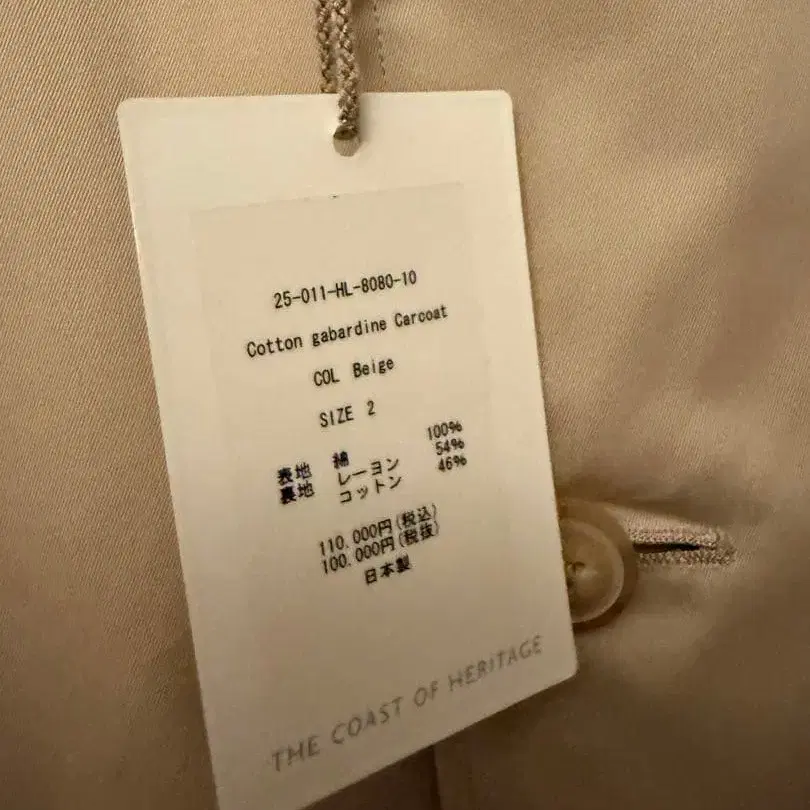 25-011-HL-8080-10
Cotton gabardine Carcoat
COL Beige
SIZE 2
表地 綿 100%
裏地 レーヨン 54%
コットン 46%
110.000円(税込)
100.000円(税抜)
日本製
THE COAST OF HERITAGE